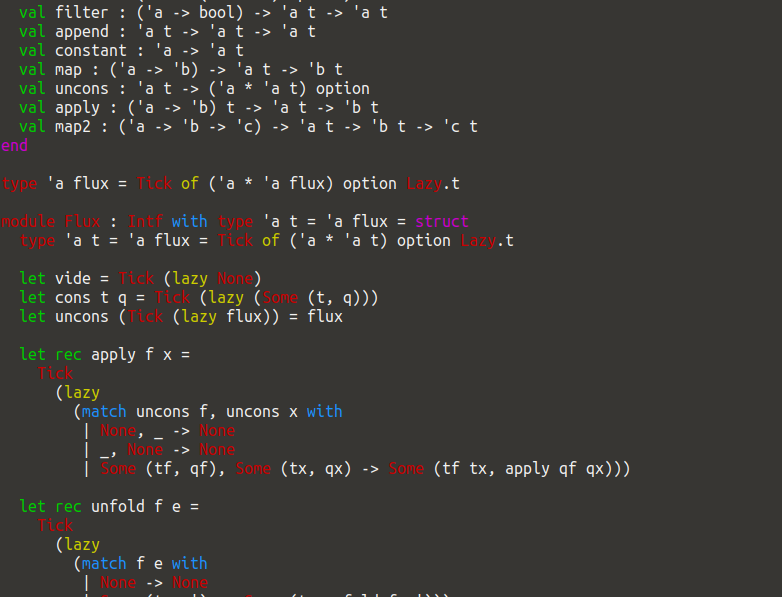 val filter : ('a -> bool) -> 'a t -> 'a t
val append : 'a t -> 'a t -> 'a t
val constant : 'a -> 'a t
val map : ('a -> 'b) -> 'a t -> 'b t
val uncons : 'a t -> ('a * 'a t) option
val apply : ('a -> 'b) t -> 'a t -> 'b t
val map2 : ('a -> 'b -> 'c) -> 'a t -> 'b t -> 'c t
end
type 'a flux = Tick of ('a * 'a flux) option Lazy.t
module Flux : Intf with type 'a t = 'a flux = struct
type 'a t = 'a flux = Tick of ('a * 'a t) option Lazy.t
let vide = Tick (lazy None)
let cons t q = Tick (lazy (Some (t, q)))
let uncons (Tick (lazy flux)) = flux
let rec apply f x =
Tick
(lazy
(match uncons f, uncons x with
| None, _ -> None
| _, None -> None
| Some (tf, qf), Some (tx, qx) -> Some (tf tx, apply qf qx)))
let rec unfold f e =
Tick
(lazy
(match f e with
| None -> None